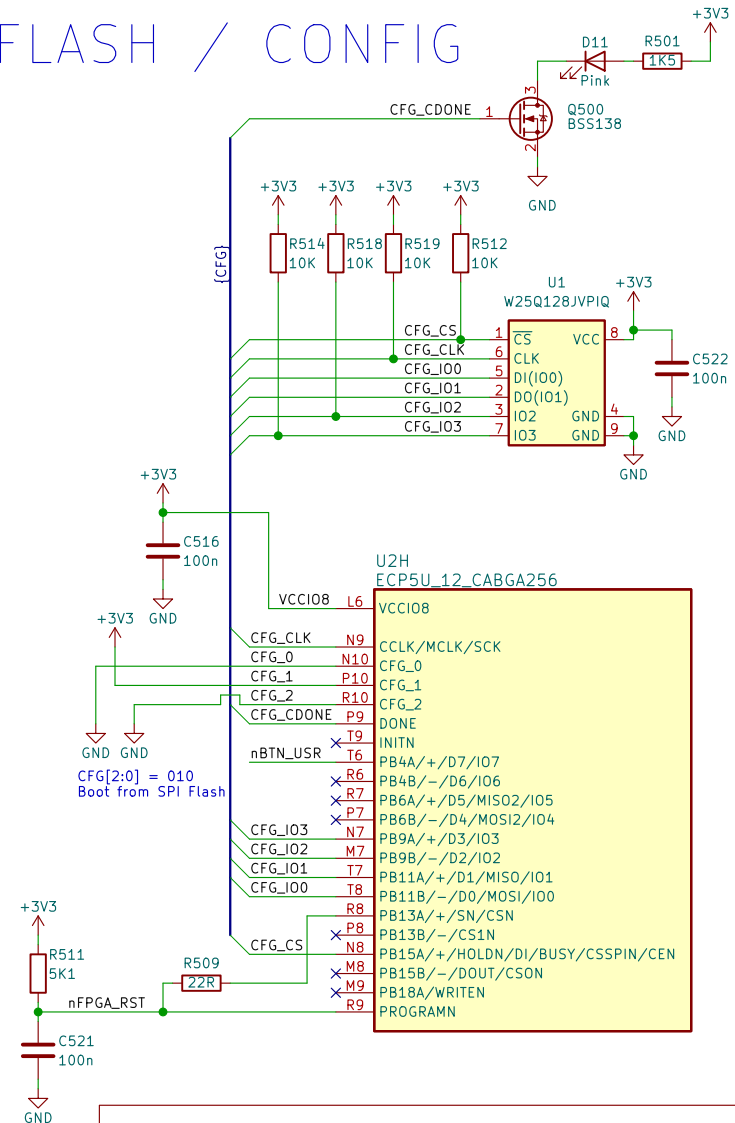 FLASH / CONFIG
+3V3
D11
R501
1K5
Pink
CFG_CDONE
1
3
2
Q500
BSS138
GND
+3V3
+3V3
+3V3
+3V3
R514
10K
R518
10K
R519
10K
R512
10K
{CFG}
U1
W25Q128JVPIQ
+3V3
CFG_CS
1
CS
VCC
8
CFG_CLK
6
CLK
CFG_IO0
5
DI(IO0)
CFG_IO1
2
DO(IO1)
CFG_IO2
3
IO2
GND
4
CFG_IO3
7
IO3
GND
9
C522
100n
GND
GND
+3V3
C516
100n
GND
U2H
ECP5U_12_CABGA256
VCCIO8
L6
VCCIO8
+3V3
CFG_CLK
N9
CCLK/MCLK/SCK
CFG_0
N10
CFG_0
CFG_1
P10
CFG_1
CFG_2
R10
CFG_2
CFG_CDONE
P9
DONE
T9
INITN
GND
GND
nBTN_USR
T6
PB4A/+/D7/IO7
CFG[2:0] = 010
Boot from SPI Flash
R6
PB4B/-/D6/IO6
R7
PB6A/+/D5/MISO2/IO5
P7
PB6B/-/D4/MOSI2/IO4
CFG_IO3
N7
PB9A/+/D3/IO3
CFG_IO2
M7
PB9B/-/D2/IO2
CFG_IO1
T7
PB11A/+/D1/MISO/IO1
CFG_IO0
T8
PB11B/-/D0/MOSI/IO0
R8
PB13A/+/SN/CSN
P8
PB13B/-/CS1N
CFG_CS
N8
PB15A/+/HOLDN/DI/BUSY/CSSPIN/CEN
M8
PB15B/-/DOUT/CSON
M9
PB18A/WRITEN
R9
PROGRAMN
+3V3
R511
5K1
R509
22R
nFPGA_RST
C521
100n
GND